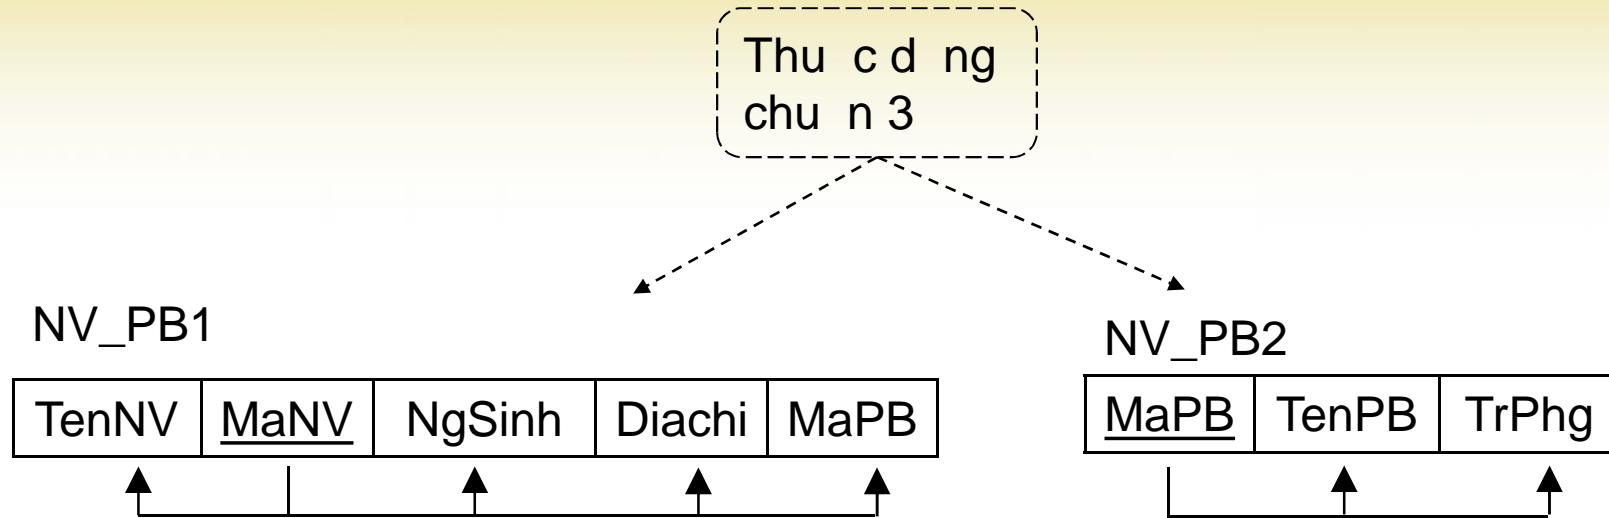 Thu c d ng
chu n 3
NV_PB1
NV_PB2
TenNV MaNV NgSinh Diachi MaPB
MaPB TenPB TrPhg